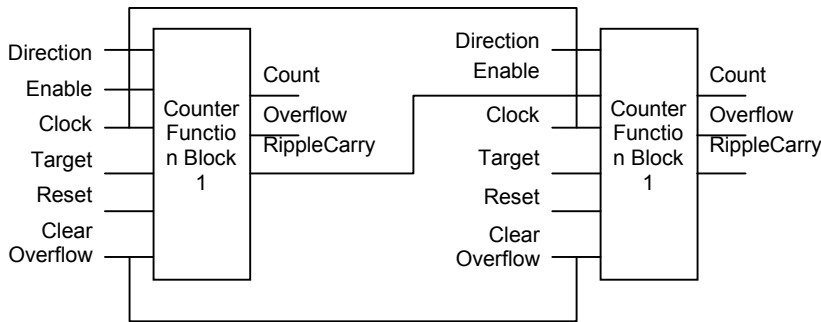 Direction
Enable
Clock
Target
Reset
Clear
Overflow
Counter
Functio
n Block
1
Count
Overflow
RippleCarry
Direction
Enable
Clock
Target
Reset
Clear
Overflow
Counter
Functio
n Block
1
Count
Overflow
RippleCarry